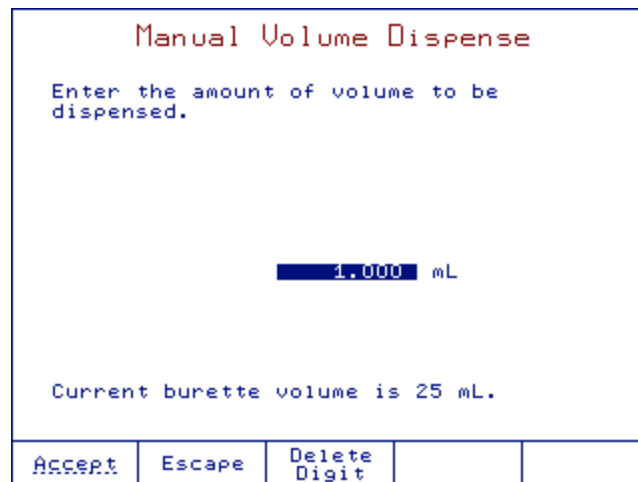 Manual Volume Dispense
Enter the amount of volume to be
dispensed.
1.000 mL
Current burette volume is 25 mL.
Accept
Escape
Delete
Digit